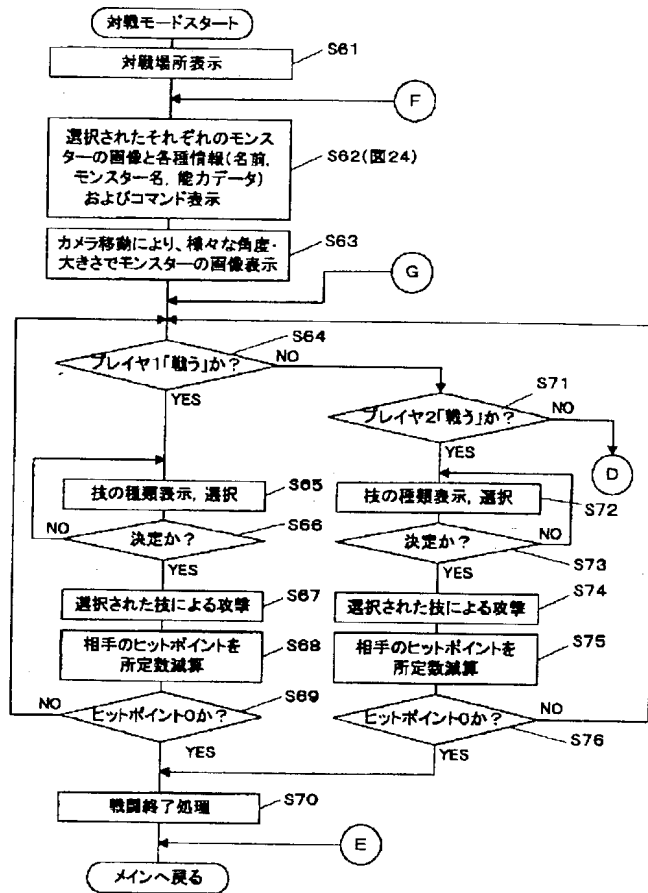 対戦モードスタート
対戦場所表示
S61
F
選択されたそれぞれのモンス
ターの画像と各種情報(名前,
モンスター名, 能力データ)
およびコマンド表示
S62(図24)
カメラ移動により、様々な角度・
大きさでモンスターの画像表示
S63
G
プレイヤ1「戦う」か?
S64
NO
YES
プレイヤ2「戦う」か?
S71
NO
YES
D
技の種類表示, 選択
S65
決定か?
S66
NO
YES
選択された技による攻撃
S67
相手のヒットポイントを
所定数減算
S68
ヒットポイント0か?
S69
NO
YES
技の種類表示, 選択
S72
決定か?
NO
S73
YES
選択された技による攻撃
S74
相手のヒットポイントを
所定数減算
S75
ヒットポイント0か?
NO
S76
YES
戦闘終了処理
S70
E
メインへ戻る